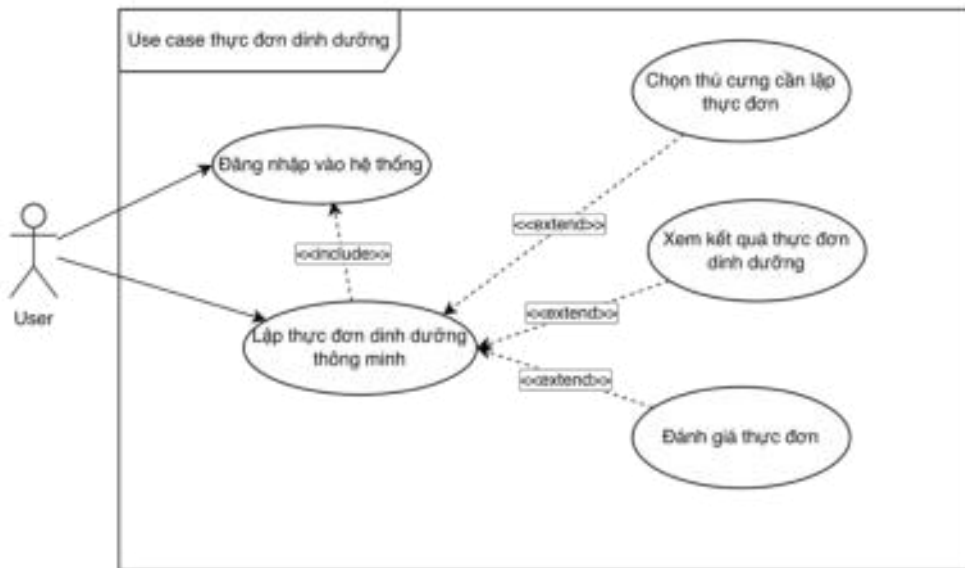 Use case thực đơn dinh dưỡng
Chọn thú cưng cần lập
thực đơn
Đăng nhập vào hệ thống
<<extend>>
<<include>>
Xem kết quả thực đơn
dinh dưỡng
User
<<extend>>
Lập thực đơn dinh dưỡng
thông minh
<<extend>>
Đánh giá thực đơn